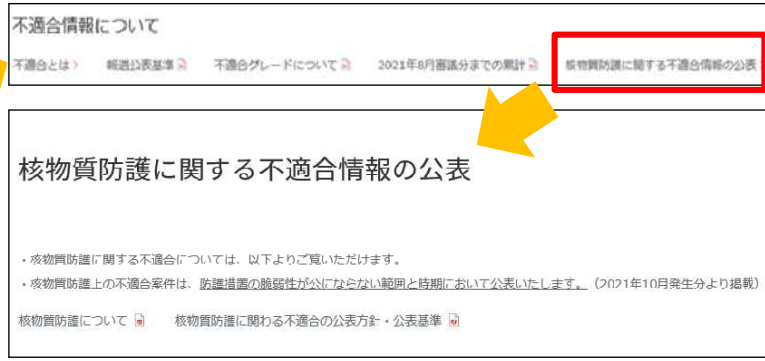 不適合情報について
不適合とは 報道公表基準 不適合グレードについて 2021年8月審議分までの累計 核物質防護に関する不適合情報の公表
核物質防護に関する不適合情報の公表
・核物質防護に関する不適合については、以下よりご覧いただけます。
・核物質防護上の不適合案件は、防護措置の脆弱性が公にならない範囲と時期において公表いたします。（2021年10月発生分より掲載）
核物質防護について 核物質防護に関わる不適合の公表方針・公表基準